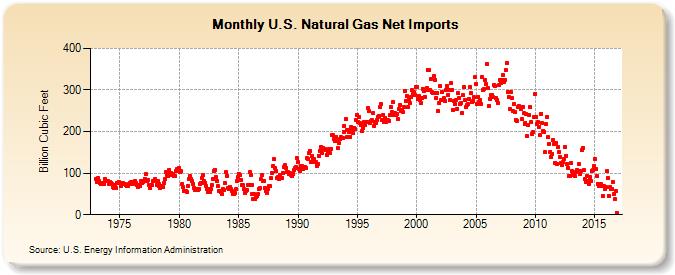 Monthly U.S. Natural Gas Net Imports
Billion Cubic Feet
400
300
200
100
0
1975 1980 1985 1990 1995 2000 2005 2010 2015
Source: U.S. Energy Information Administration